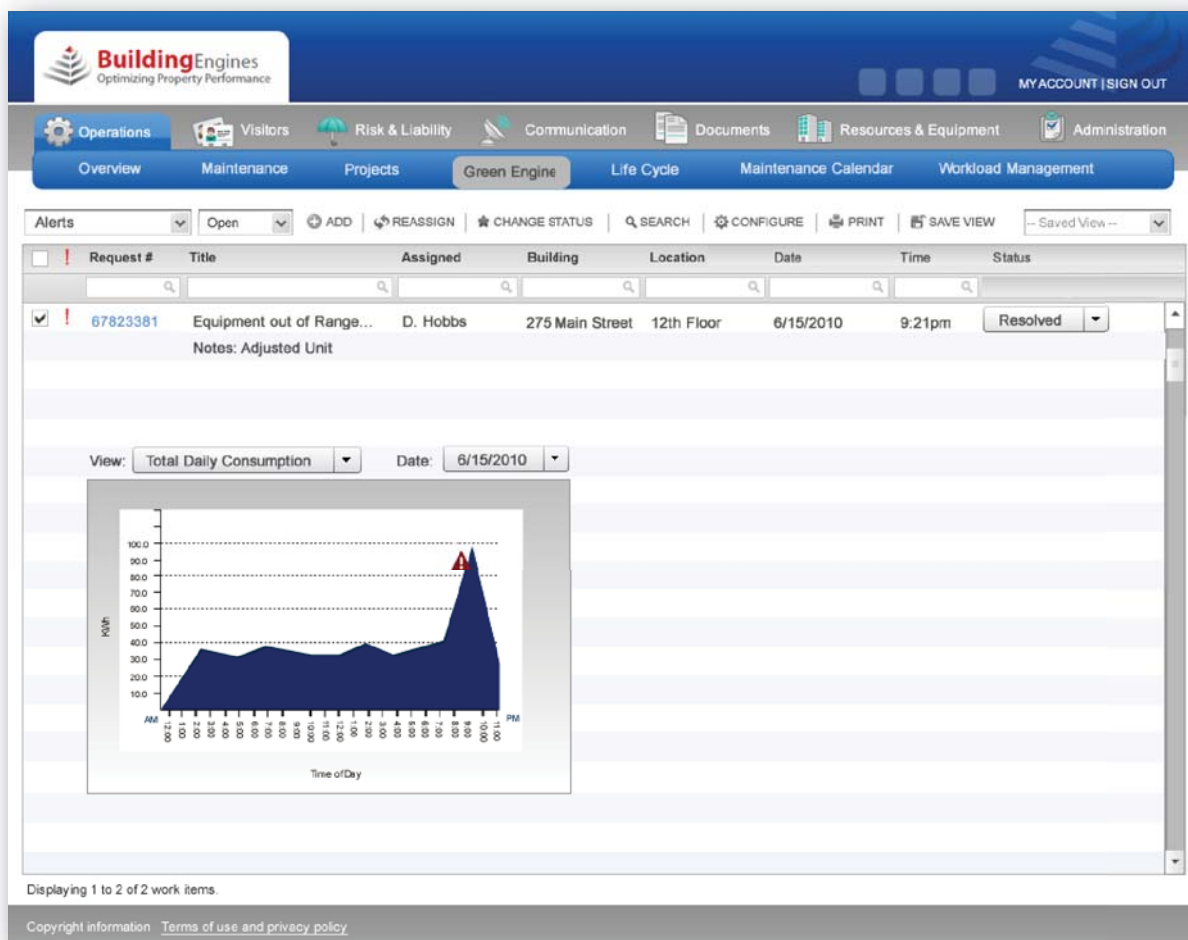 BuildingEngines
Optimizing Property Performance
MY ACCOUNT | SIGN OUT
Operations Visitors Risk & Liability Communication Documents Resources & Equipment Administration
Overview Maintenance Projects Green Engine Life Cycle Maintenance Calendar Workload Management
Alerts Open ADD | REASSIGN | CHANGE STATUS | SEARCH | CONFIGURE | PRINT | SAVE VIEW -- Saved View --
! Request # Title Assigned Building Location Date Time Status
! 67823381 Equipment out of Range... D. Hobbs 275 Main Street 12th Floor 6/15/2010 9:21pm Resolved
Notes: Adjusted Unit
View: Total Daily Consumption Date: 6/15/2010
100.0
90.0
80.0
70.0
60.0
50.0
40.0
30.0
20.0
10.0
KWh
AM 12:00 1:00 2:00 3:00 4:00 5:00 6:00 7:00 8:00 9:00 10:00 11:00 12:00 1:00 2:00 3:00 4:00 5:00 6:00 7:00 8:00 9:00 10:00 11:00 PM
Time of Day
Displaying 1 to 2 of 2 work items.
Copyright information Terms of use and privacy policy